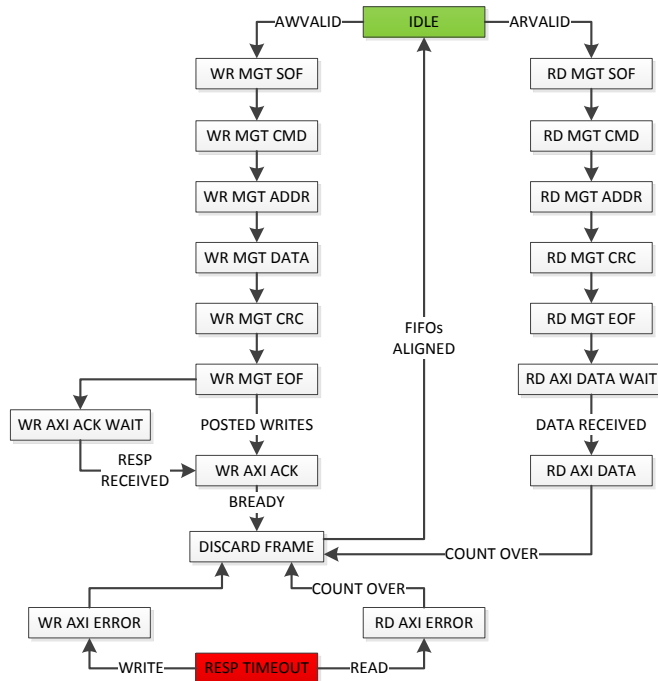 AWVALID
IDLE
ARVALID
WR MGT SOF
RD MGT SOF
WR MGT CMD
RD MGT CMD
WR MGT ADDR
RD MGT ADDR
WR MGT DATA
RD MGT CRC
WR MGT CRC
RD MGT EOF
FIFOs
ALIGNED
WR MGT EOF
RD AXI DATA WAIT
WR AXI ACK WAIT
POSTED WRITES
DATA RECEIVED
RESP
RECEIVED
WR AXI ACK
RD AXI DATA
BREADY
DISCARD FRAME
COUNT OVER
COUNT OVER
WR AXI ERROR
RD AXI ERROR
WRITE
RESP TIMEOUT
READ